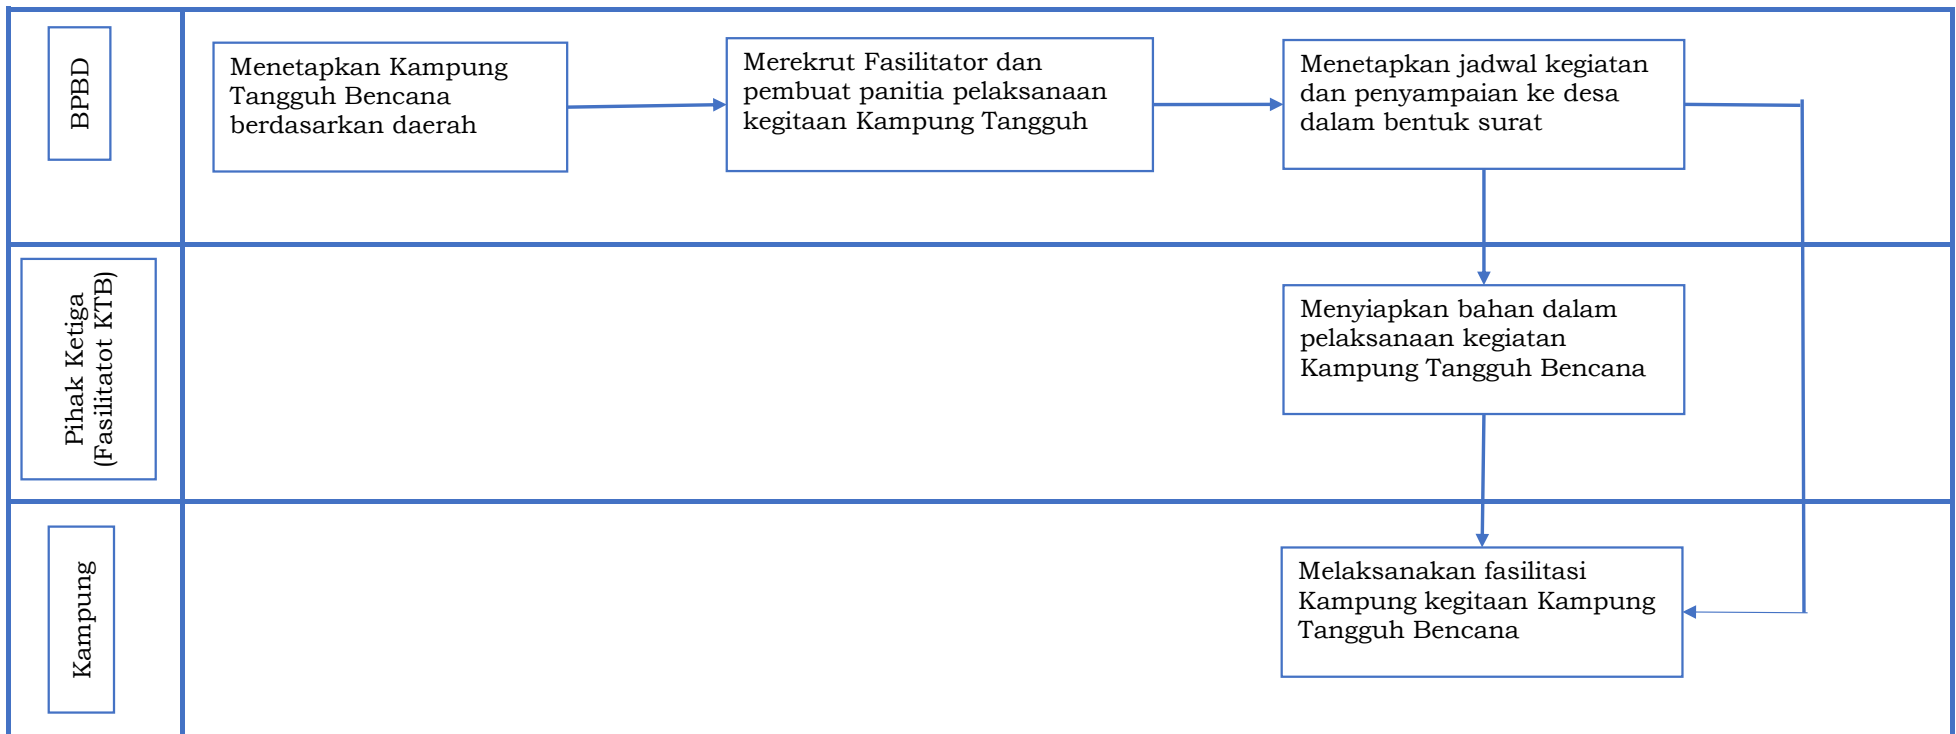 BPBD
Menetapkan Kampung
Tangguh Bencana
berdasarkan daerah
Merekrut Fasilitator dan
pembuat panitia pelaksanaan
kegitaan Kampung Tangguh
Menetapkan jadwal kegiatan
dan penyampaian ke desa
dalam bentuk surat
Pihak Ketiga
(Fasilitatot KTB)
Menyiapkan bahan dalam
pelaksanaan kegiatan
Kampung Tangguh Bencana
Kampung
Melaksanakan fasilitasi
Kampung kegitaan Kampung
Tangguh Bencana